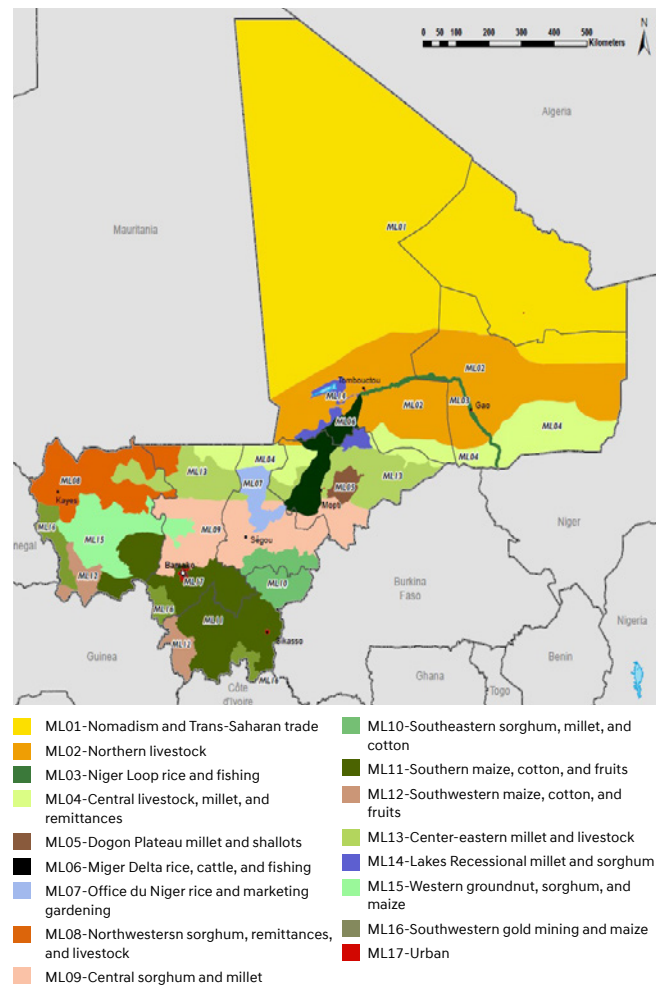 N
0 50 100 200 300 400 500
Kilometers
Algeria
Mauritania
ML01
ML02
Tombouctou
ML14
ML03
ML02
Gao
ML06
ML04
ML04
ML04
ML08
ML13
ML13
ML05
ML07
Kayes
Mopti
ML09
ML15
Ségou
Niger
ML16
negal
Bamako
ML12
ML17
ML10
Burkina
Faso
ML16
ML11
Nigeria
Sikasso
Guinea
ML12
Benin
Ghana
ML16
Togo
Côte
d'Ivoire
ML01-Nomadism and Trans-Saharan trade
ML02-Northern livestock
ML03-Niger Loop rice and fishing
ML04-Central livestock, millet, and
remittances
ML05-Dogon Plateau millet and shallots
ML06-Miger Delta rice, cattle, and fishing
ML07-Office du Niger rice and marketing
gardening
ML08-Northwestersn sorghum, remittances,
and livestock
ML09-Central sorghum and millet
ML10-Southeastern sorghum, millet, and
cotton
ML11-Southern maize, cotton, and fruits
ML12-Southwestern maize, cotton, and
fruits
ML13-Center-eastern millet and livestock
ML14-Lakes Recessional millet and sorghum
ML15-Western groundnut, sorghum, and
maize
ML16-Southwestern gold mining and maize
ML17-Urban